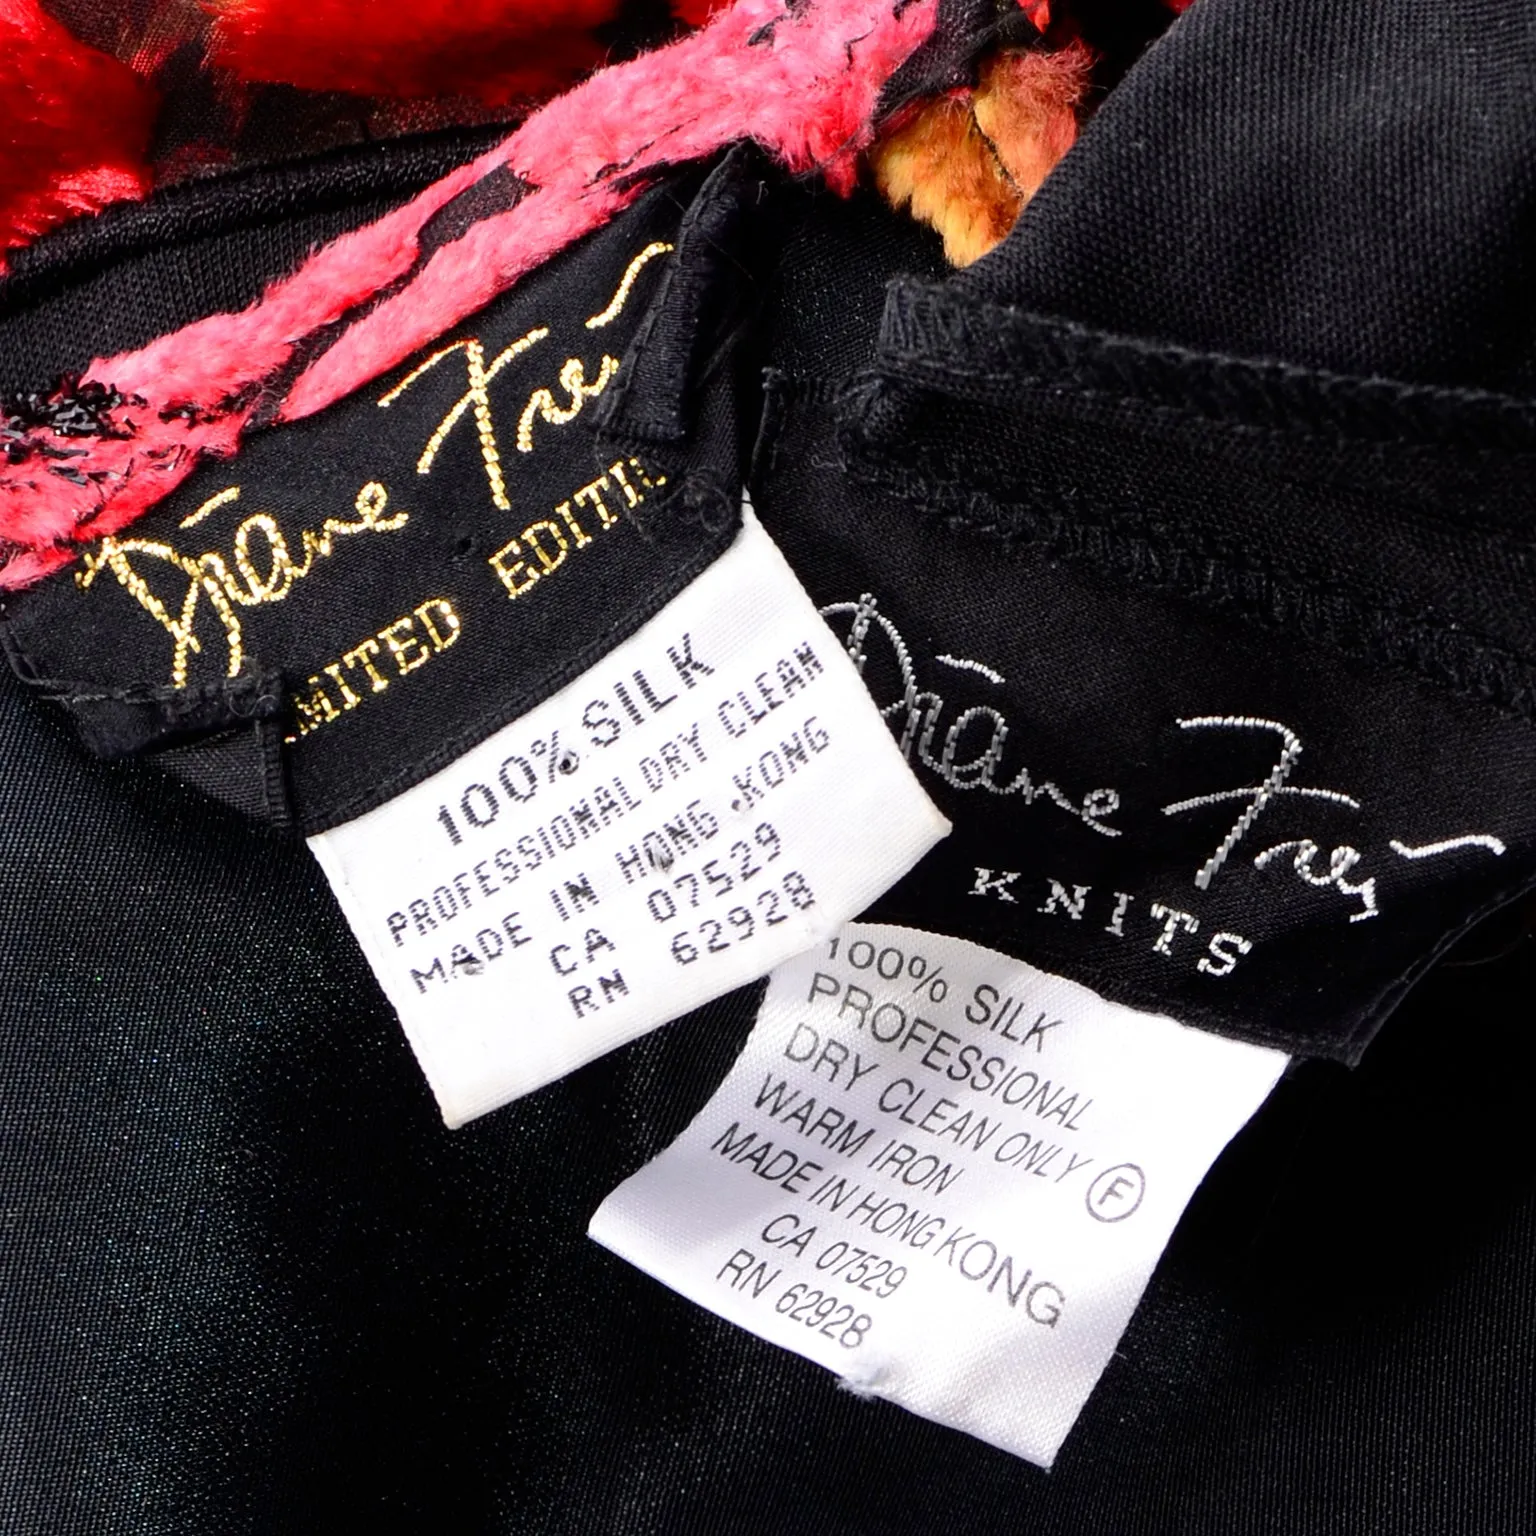 Diane Fre
MITED EDITI
100% SILK
PROFESSIONAL DRY CLEAN
MADE IN HONG KONG
CA 07529
RN 62928
Diane Fres
KNITS
100% SILK
PROFESSIONAL
DRY CLEAN ONLY Ⓕ
WARM IRON
MADE IN HONG KONG
CA 07529
RN 62928